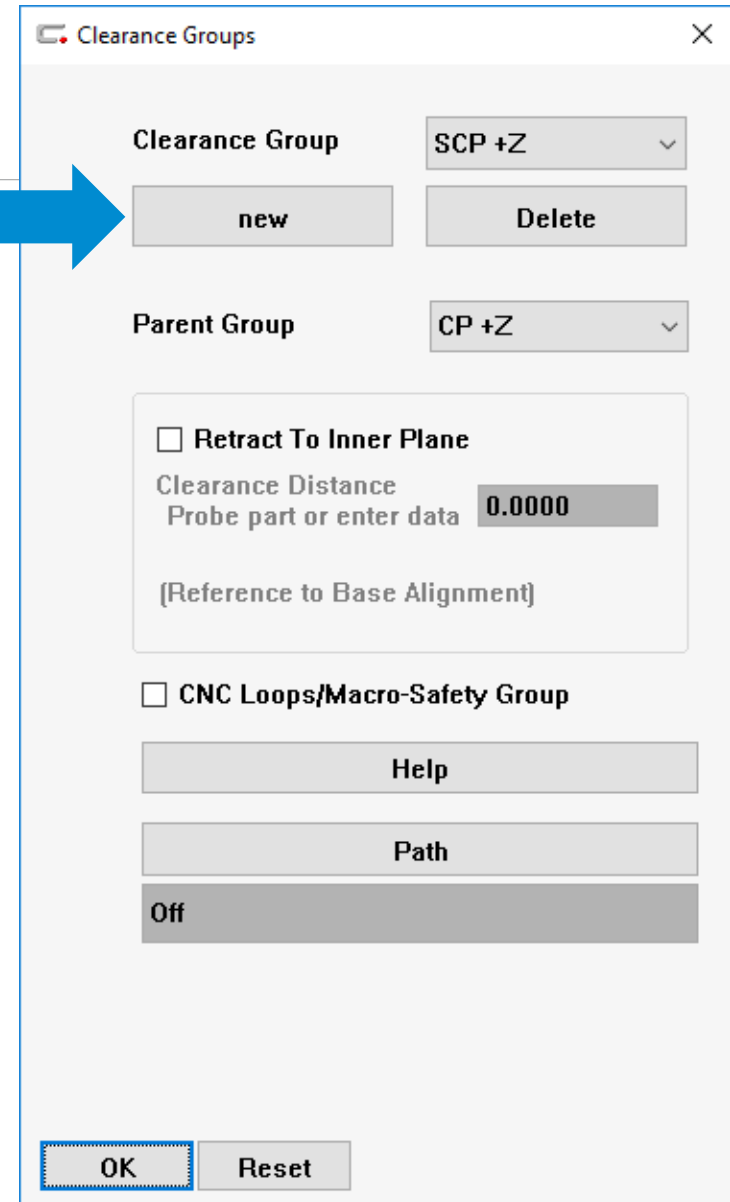 Clearance Groups
Clearance Group
SCP +Z
new
Delete
Parent Group
CP +Z
Retract To Inner Plane
Clearance Distance
Probe part or enter data
0.0000
(Reference to Base Alignment)
CNC Loops/Macro-Safety Group
Help
Path
Off
OK
Reset